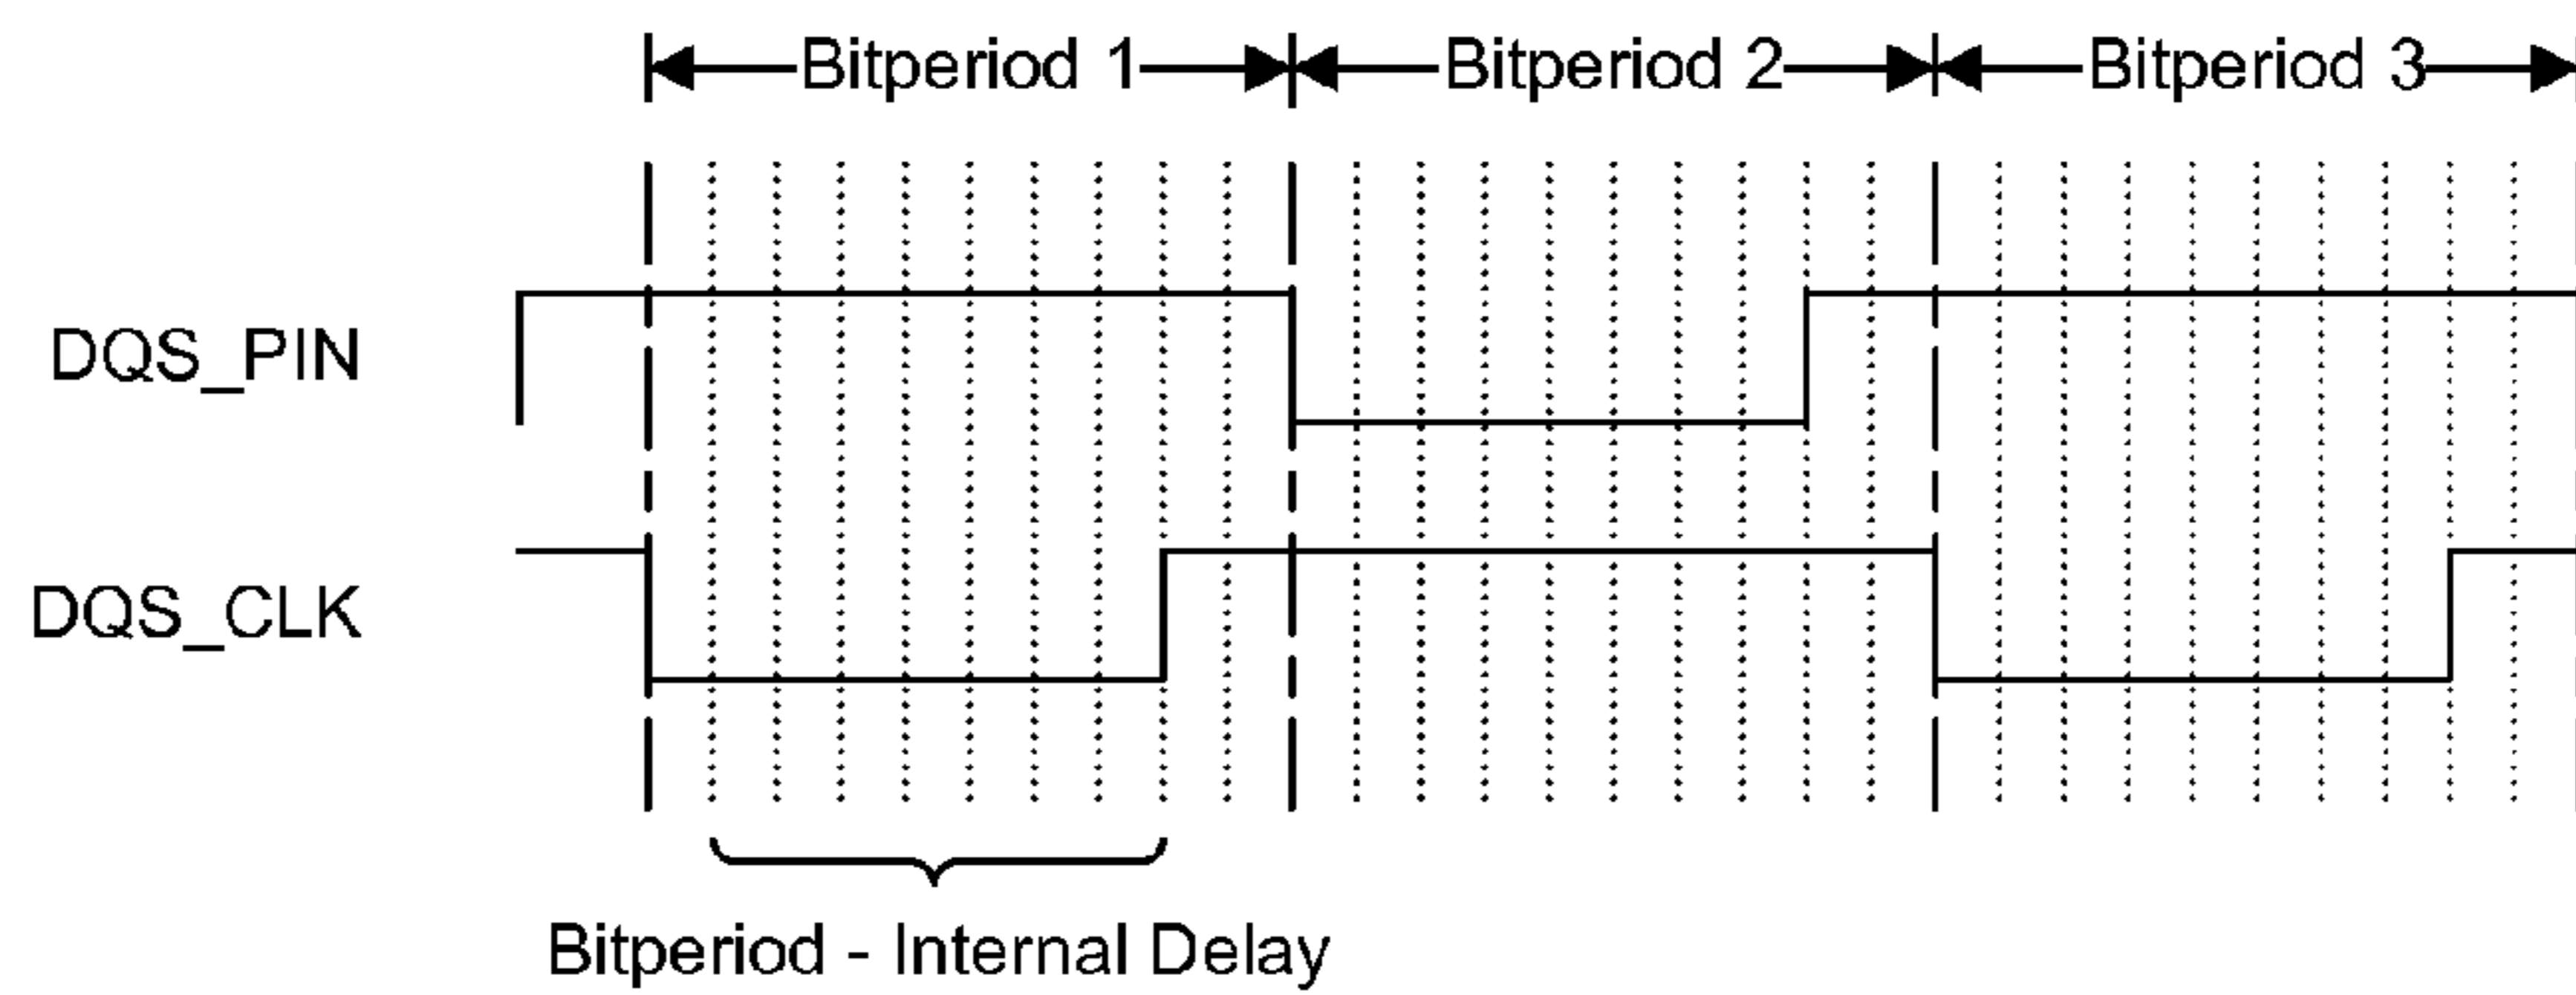 Bitperiod 1 Bitperiod 2 Bitperiod 3
DQS_PIN
DQS_CLK
Bitperiod - Internal Delay